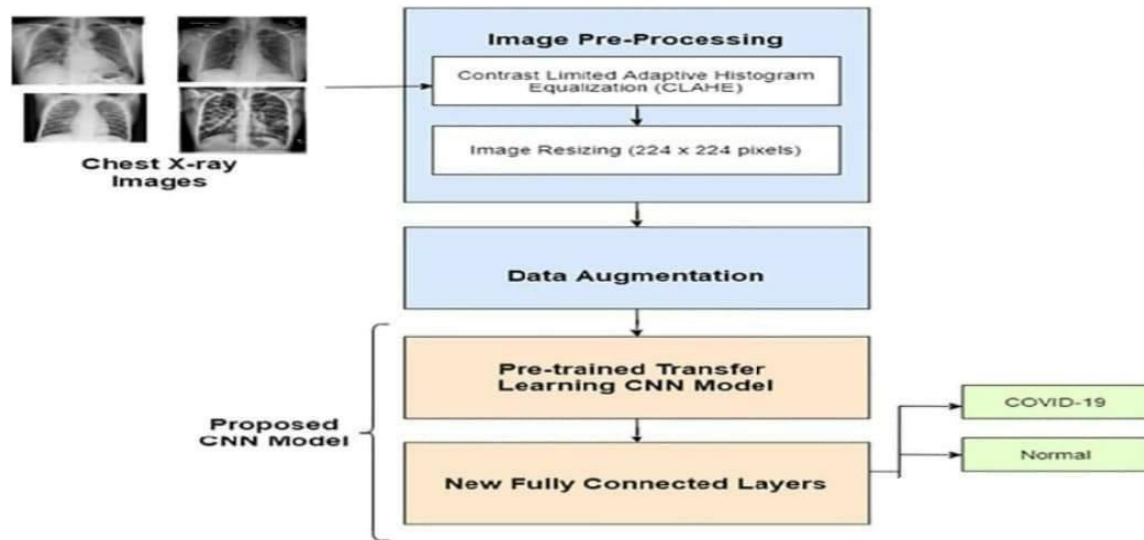 Image Pre-Processing
Contrast Limited Adaptive Histogram
Equalization (CLAHE)
Image Resizing (224 x 224 pixels)
Chest X-ray
Images
Data Augmentation
Pre-trained Transfer
Learning CNN Model
Proposed
CNN Model
New Fully Connected Layers
COVID-19
Normal